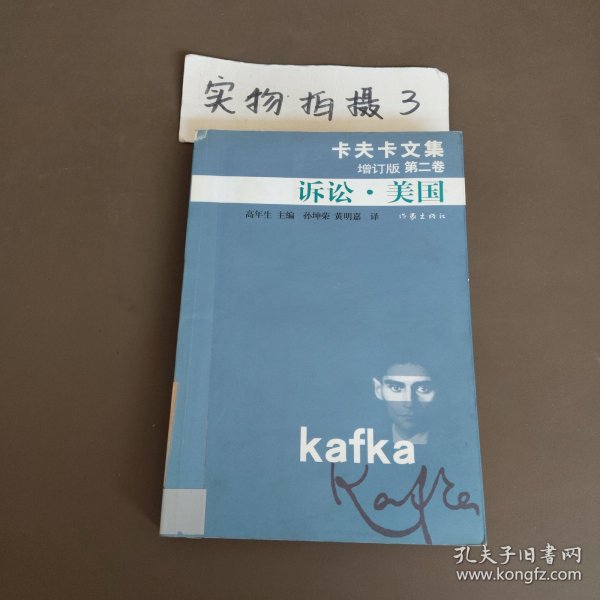 实物拍摄3
卡夫卡文集
增订版 第二卷
诉讼·美国
高年生 主编 孙坤荣 黄明嘉 译 作家出版社
kafka
Kafka
孔夫子旧书网
www.kongfz.com